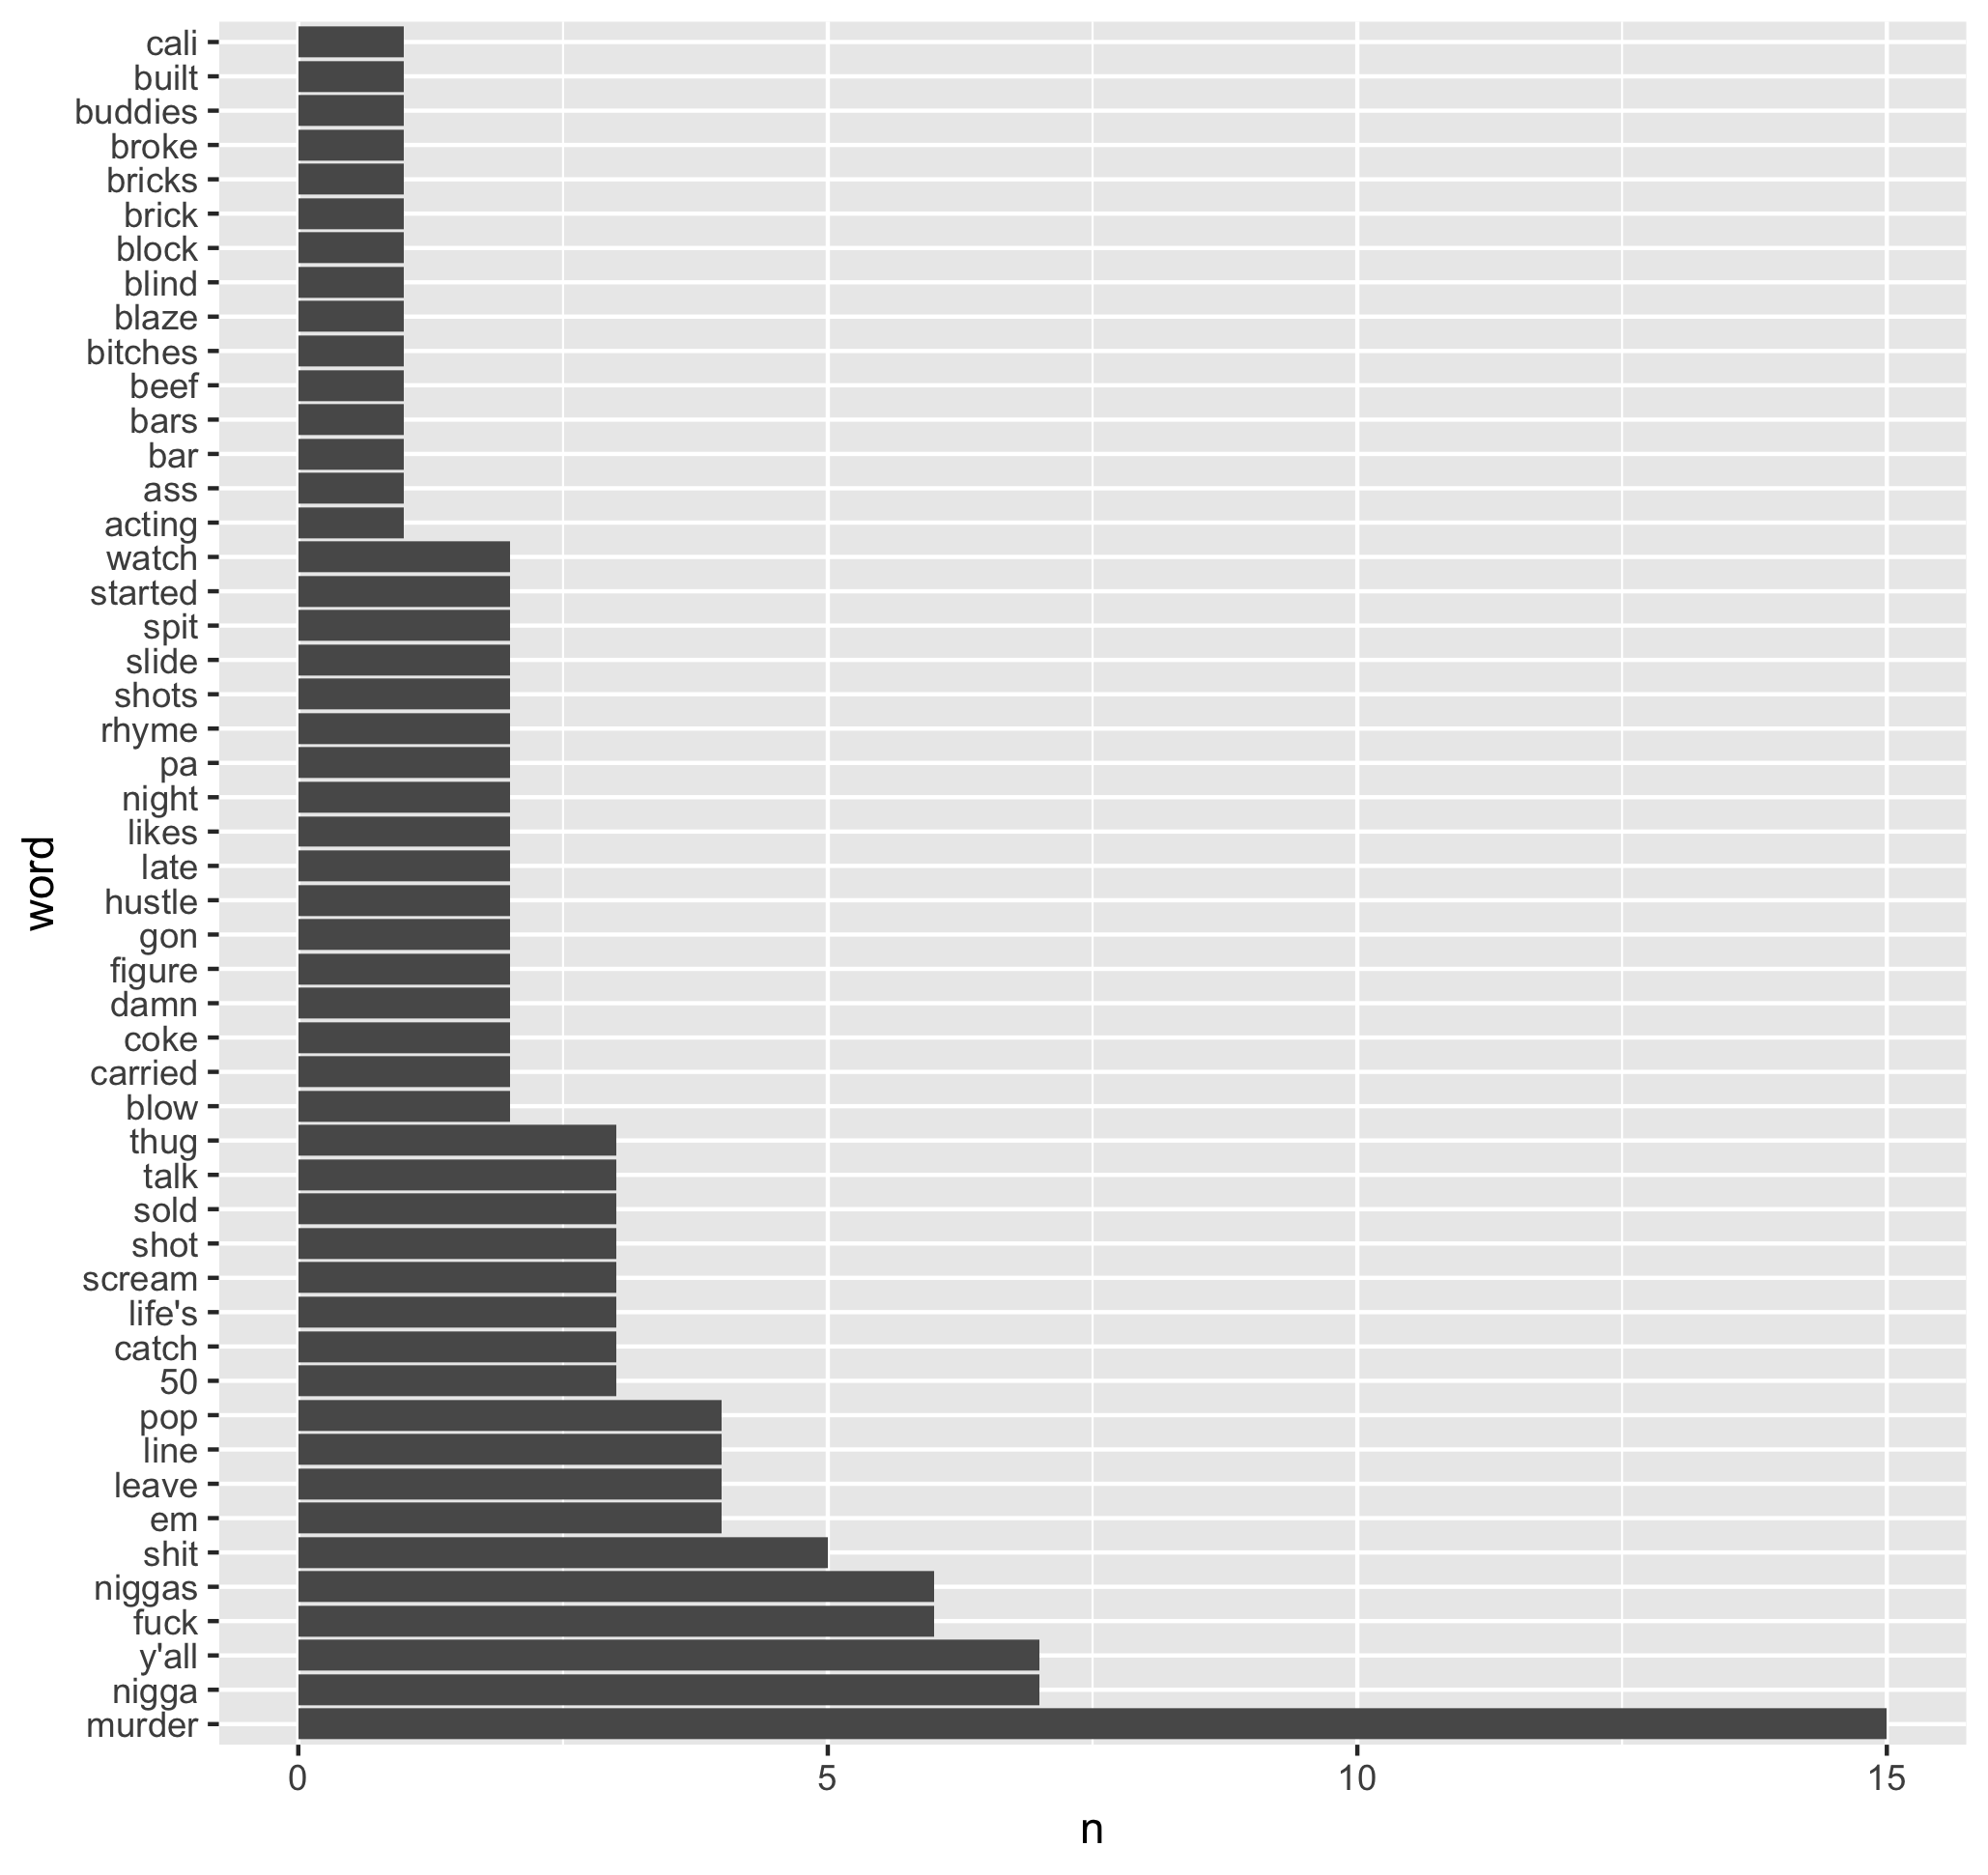 cali
built
buddies
broke
bricks
brick
block
blind
blaze
bitches
beef
bars
bar
ass
acting
watch
started
spit
slide
shots
rhyme
pa
night
likes
late
hustle
gon
figure
damn
coke
carried
blow
thug
talk
sold
shot
scream
life's
catch
50
pop
line
leave
em
shit
niggas
fuck
y'all
nigga
murder
word
0 5 10 15
n